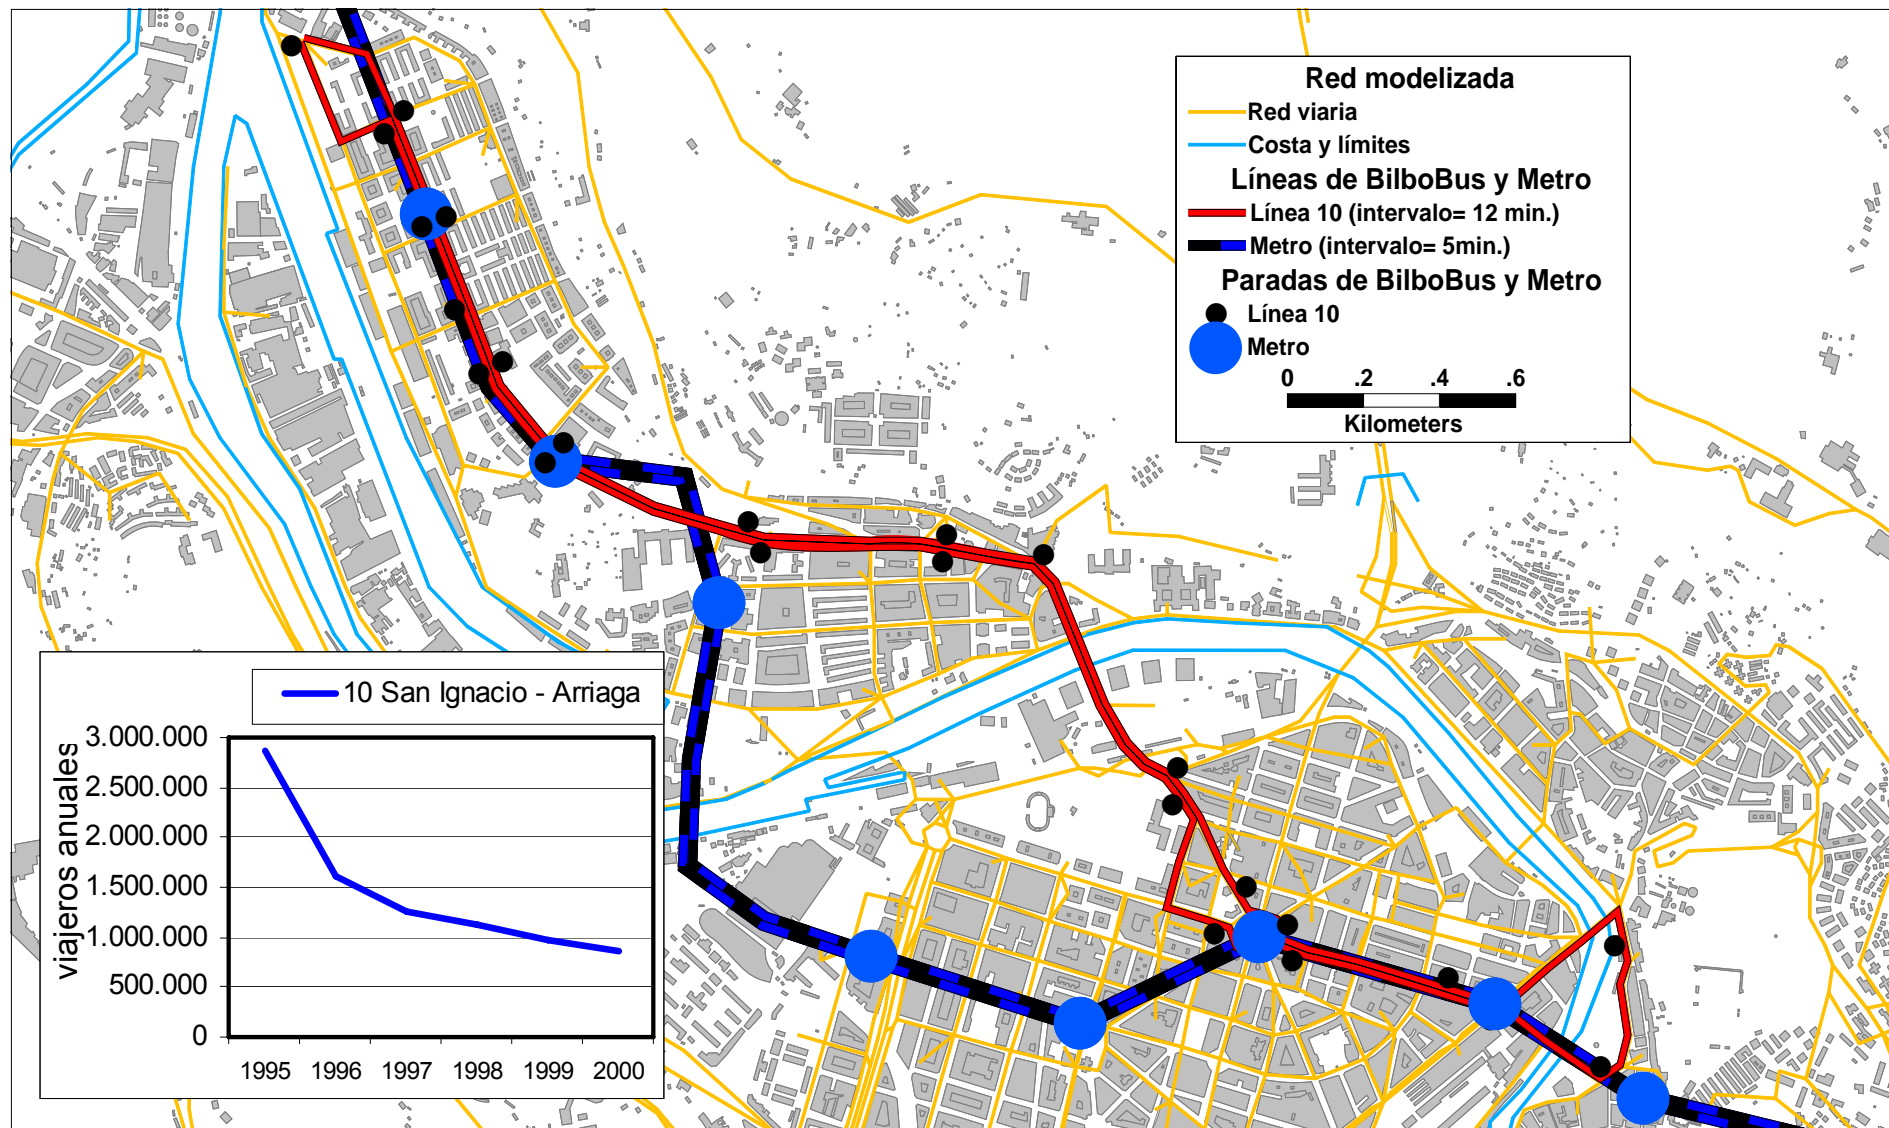 Red modelizada
Red viaria
Costa y límites
Líneas de BilboBus y Metro
Línea 10 (intervalo= 12 min.)
Metro (intervalo= 5min.)
Paradas de BilboBus y Metro
Línea 10
Metro
0 .2 .4 .6
Kilometers
10 San Ignacio - Arriaga
viajeros anuales
3.000.000
2.500.000
2.000.000
1.500.000
1.000.000
500.000
0
1995 1996 1997 1998 1999 2000